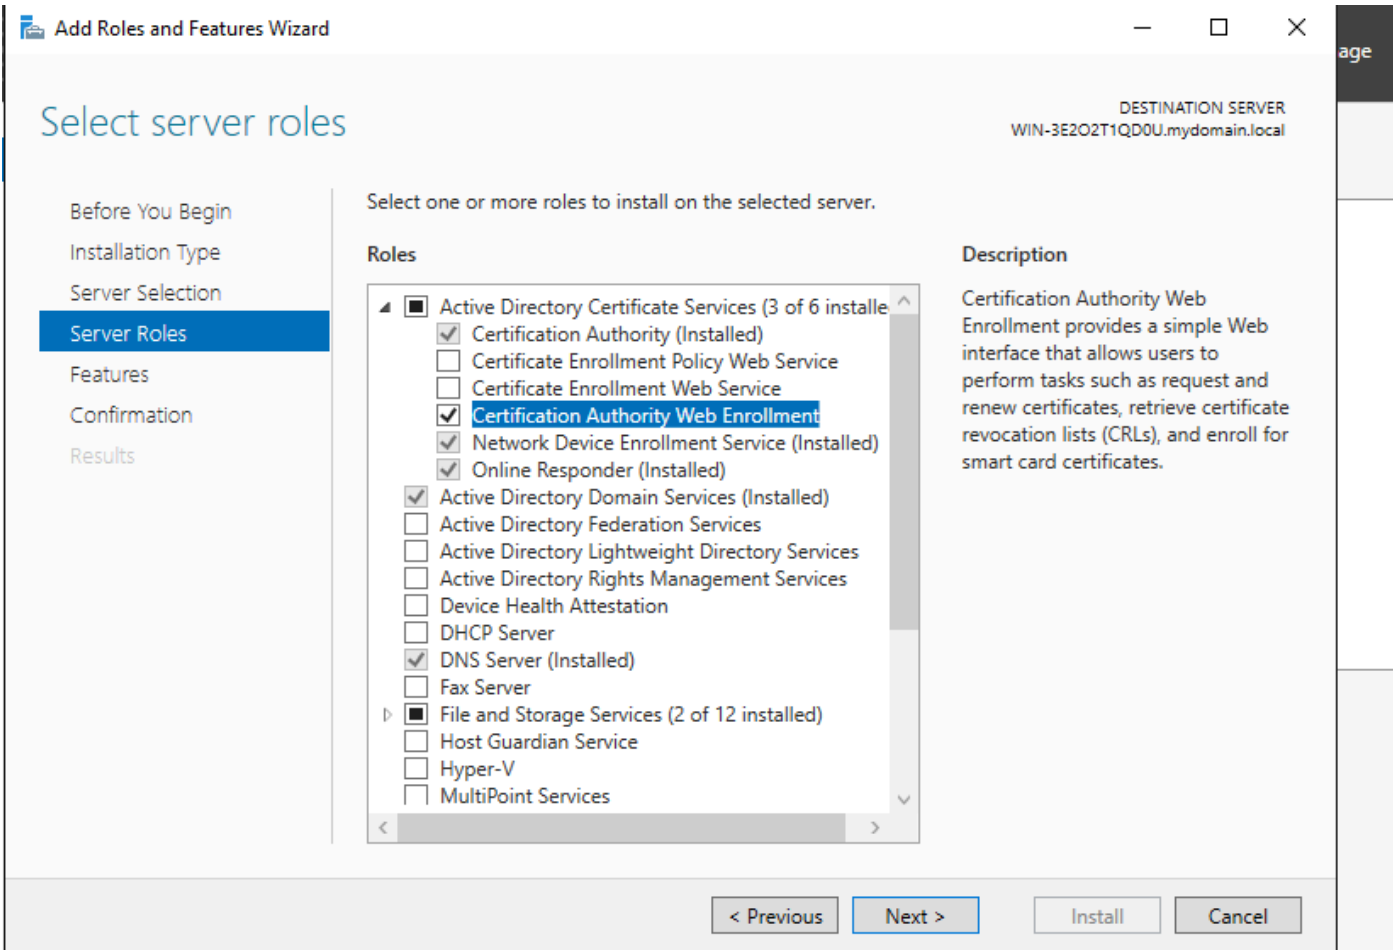 Add Roles and Features Wizard
age
Select server roles
DESTINATION SERVER
WIN-3E2O2T1QD0U.mydomain.local
Before You Begin
Installation Type
Server Selection
Server Roles
Features
Confirmation
Results
Select one or more roles to install on the selected server.
Roles
Active Directory Certificate Services (3 of 6 installe
Certification Authority (Installed)
Certificate Enrollment Policy Web Service
Certificate Enrollment Web Service
Certification Authority Web Enrollment
Network Device Enrollment Service (Installed)
Online Responder (Installed)
Active Directory Domain Services (Installed)
Active Directory Federation Services
Active Directory Lightweight Directory Services
Active Directory Rights Management Services
Device Health Attestation
DHCP Server
DNS Server (Installed)
Fax Server
File and Storage Services (2 of 12 installed)
Host Guardian Service
Hyper-V
MultiPoint Services
Description
Certification Authority Web
Enrollment provides a simple Web
interface that allows users to
perform tasks such as request and
renew certificates, retrieve certificate
revocation lists (CRLs), and enroll for
smart card certificates.
< Previous
Next >
Install
Cancel